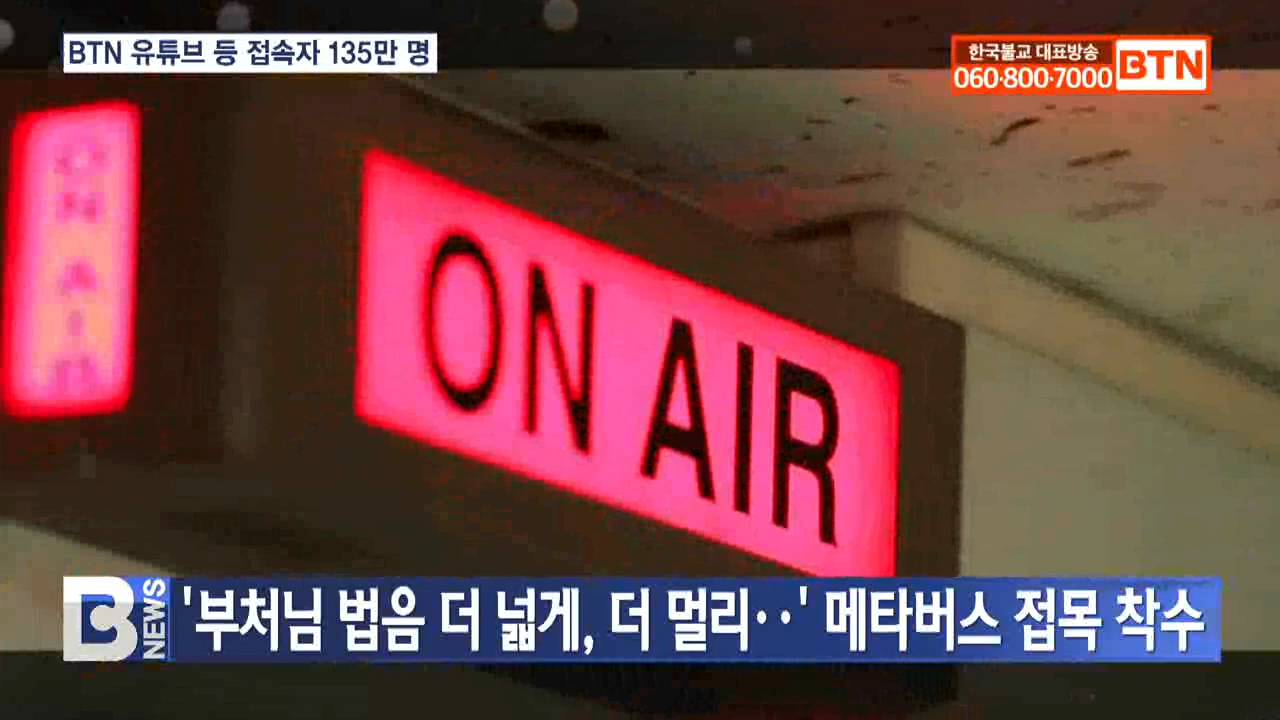 BTN 유튜브 등 접속자 135만 명
한국불교 대표방송
060·800·7000
BTN
ON AIR
ON AIR
B NEWS
'부처님 법음 더 넓게, 더 멀리‥' 메타버스 접목 착수